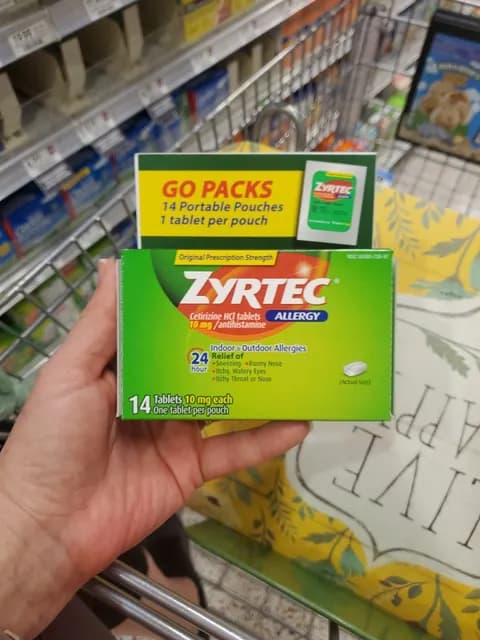 GO PACKS
14 Portable Pouches
1 tablet per pouch
ZYRTEC
Original Prescription Strength
ZYRTEC®
Cetirizine HCl tablets
10 mg/antihistamine
ALLERGY
Indoor & Outdoor Allergies
24 hour
Relief of
•Sneezing •Runny Nose
•Itchy, Watery Eyes
•Itchy Throat or Nose
(Actual Size)
14 Tablets 10 mg each
One tablet per pouch
LIVE